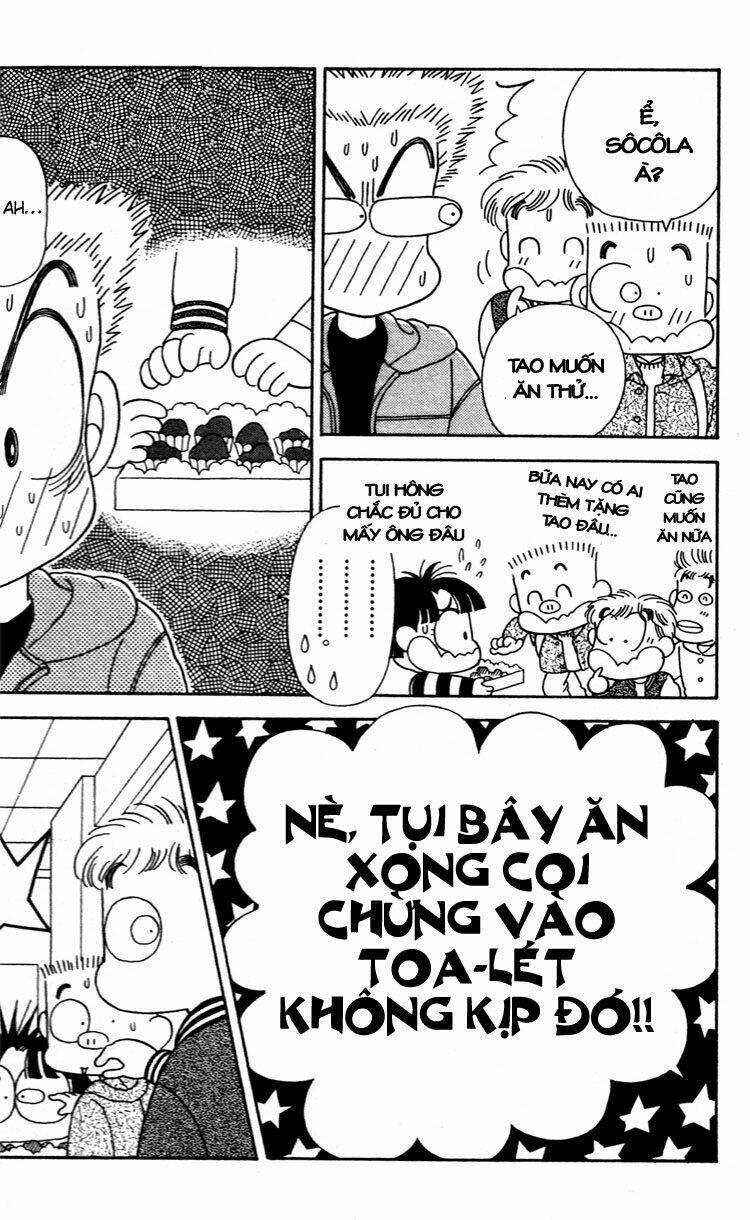 Ể,
SÔCÔLA
À?
TAO MUỐN
ĂN THỬ...
AH...
TAO
CŨNG
MUỐN
ĂN NỮA
BỮA NAY CÓ AI
THÈM TẶNG
TAO ĐÂU...
TUI HÔNG
CHẮC ĐỦ CHO
MẤY ÔNG ĐÂU
NÈ, TỤI BÂY ĂN
XONG COI
CHỪNG VÀO
TOA-LÉT
KHÔNG KỊP ĐÓ!!